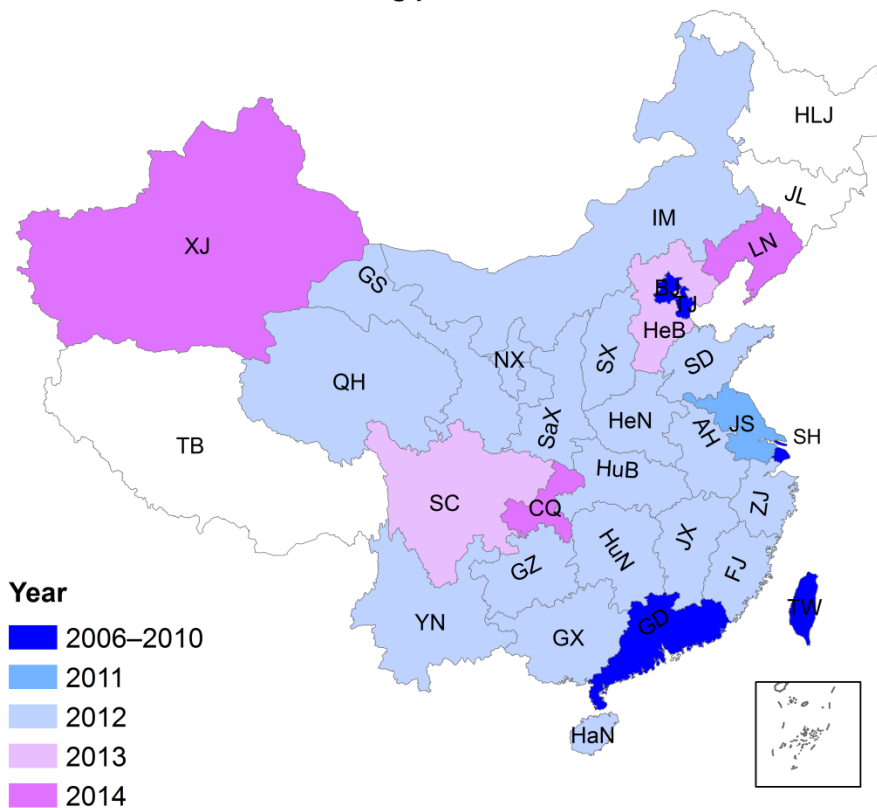 HLJ
JL
IM
LN
XJ
GS
BJ
TJ
HeB
NX
SX
SD
QH
SaX
HeN
JS
AH
SH
TB
HuB
SC
CQ
ZJ
HuN
JX
GZ
FJ
YN
GX
GD
TW
HaN
Year
2006–2010
2011
2012
2013
2014